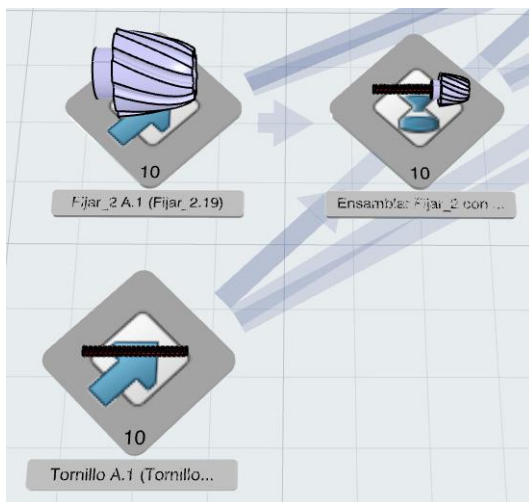 10
Fijar_2 A.1 (Fijar_2.19)
10
Ensamblar Fijar_2 con ...
10
Tornillo A.1 (Tornillo...